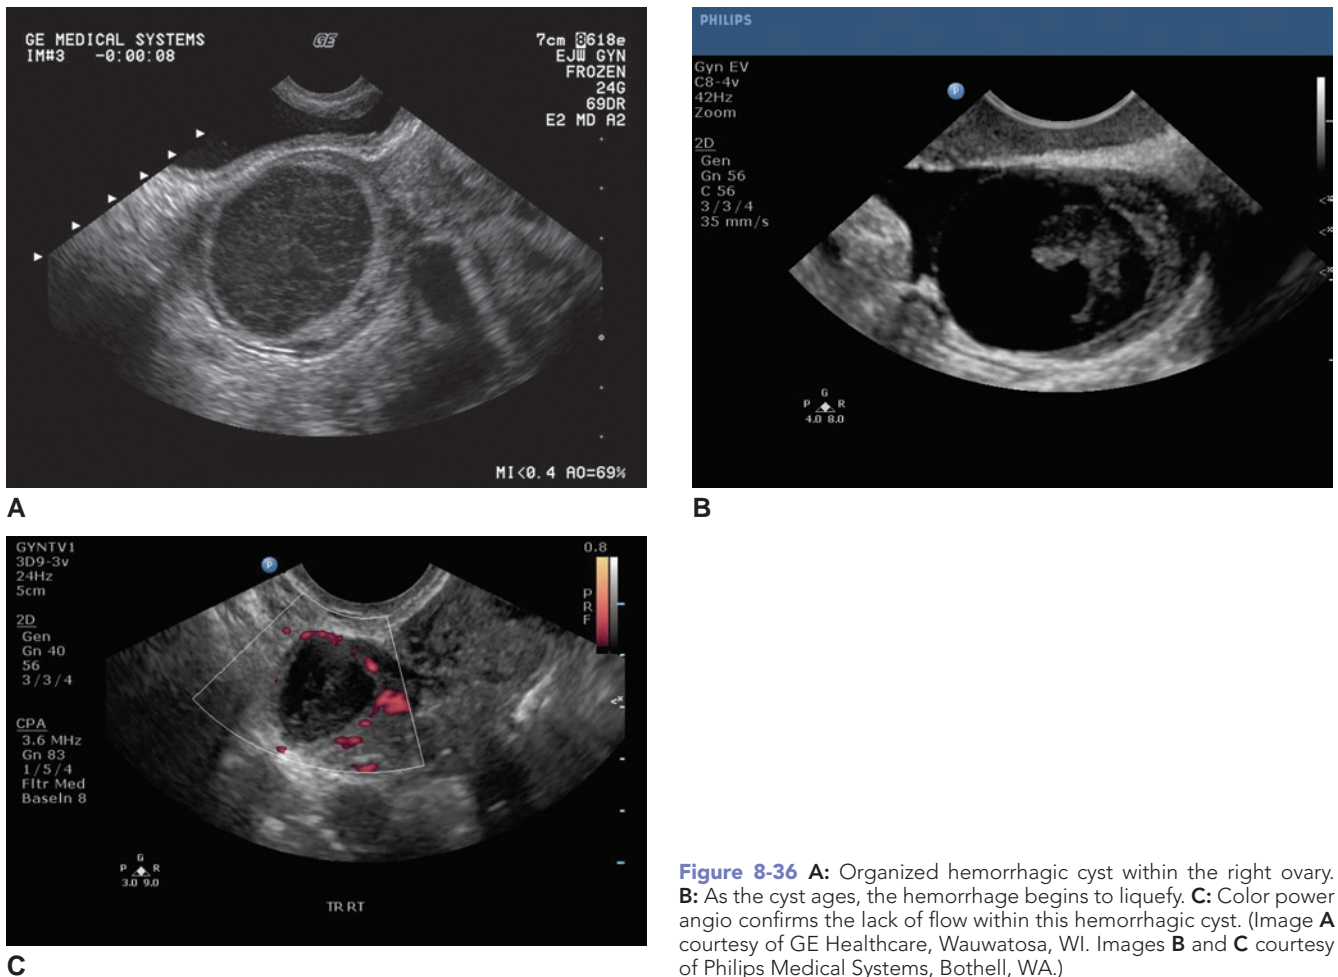 GE MEDICAL SYSTEMS
IM#3 -0:00:08
GE
7cm 8618e
EJW GYN
FROZEN
24G
69DR
E2 MD A2
MI<0.4 AO=69%
A
PHILIPS
Gyn EV
C8-4v
42Hz
Zoom
2D
Gen
Gn 56
C 56
3/3/4
35 mm/s
P
G
P R
4.0 8.0
B
GYNTV1
3D9-3v
24Hz
5cm
2D
Gen
Gn 40
56
3/3/4
CPA
3.6 MHz
Gn 83
1/5/4
Fltr Med
Baseln 8
P
0.8
P
R
F
G
P R
3.0 9.0
TR RT
C
Figure 8-36 A: Organized hemorrhagic cyst within the right ovary.
B: As the cyst ages, the hemorrhage begins to liquefy. C: Color power
angio confirms the lack of flow within this hemorrhagic cyst. (Image A
courtesy of GE Healthcare, Wauwatosa, WI. Images B and C courtesy
of Philips Medical Systems, Bothell, WA.)